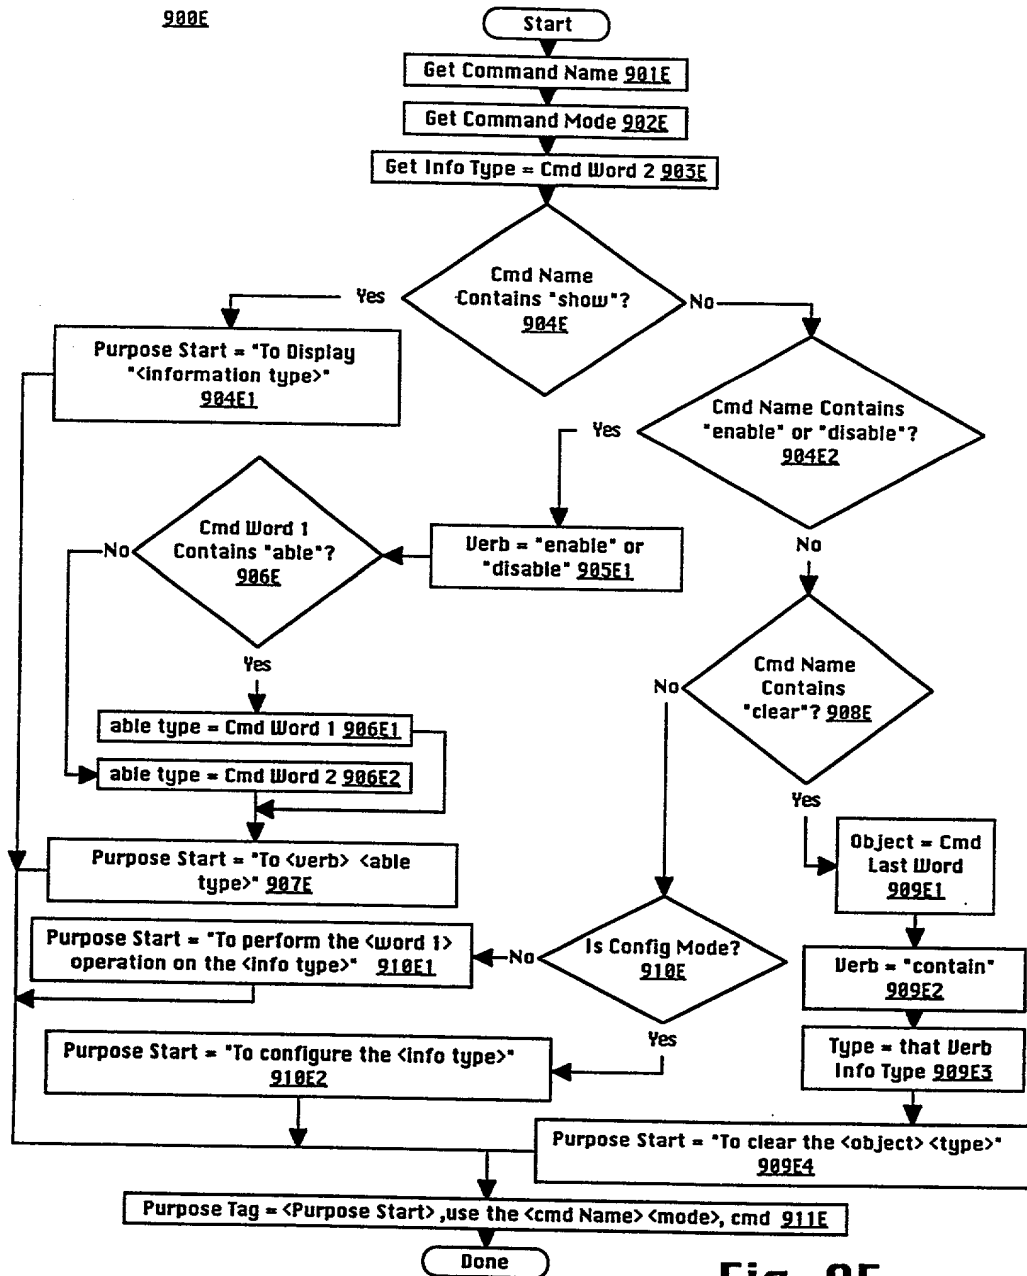 900E
Start
Get Command Name 901E
Get Command Mode 902E
Get Info Type = Cmd Word 2 903E
Cmd Name
Contains "show"?
904E
Yes
No
Purpose Start = "To Display
"<information type>"
904E1
Cmd Name Contains
"enable" or "disable"?
904E2
Yes
No
Verb = "enable" or
"disable" 905E1
Cmd Word 1
Contains "able"?
906E
No
Yes
able type = Cmd Word 1 906E1
able type = Cmd Word 2 906E2
Purpose Start = "To <verb> <able
type>" 907E
Cmd Name
Contains
"clear"? 908E
No
Yes
Object = Cmd
Last Word
909E1
Verb = "contain"
909E2
Type = that Verb
Info Type 909E3
Purpose Start = "To clear the <object> <type>"
909E4
Is Config Mode?
910E
No
Yes
Purpose Start = "To perform the <word 1>
operation on the <info type>" 910E1
Purpose Start = "To configure the <info type>"
910E2
Purpose Tag = <Purpose Start> ,use the <cmd Name> <mode>, cmd 911E
Done